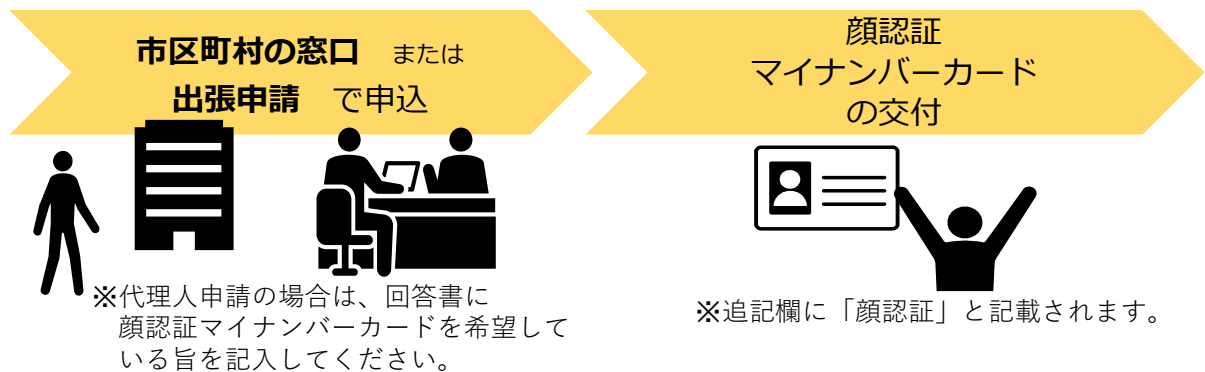 市区町村の窓口　または
出張申請　で申込
※代理人申請の場合は、回答書に
顔認証マイナンバーカードを希望して
いる旨を記入してください。
顔認証
マイナンバーカード
の交付
※追記欄に「顔認証」と記載されます。